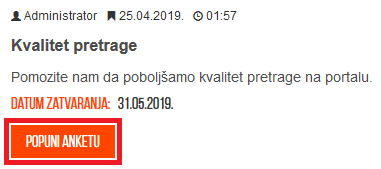 Administrator 25.04.2019. 01:57
Kvalitet pretrage
Pomozite nam da poboljšamo kvalitet pretrage na portalu.
DATUM ZATVARANJA: 31.05.2019.
POPUNI ANKETU